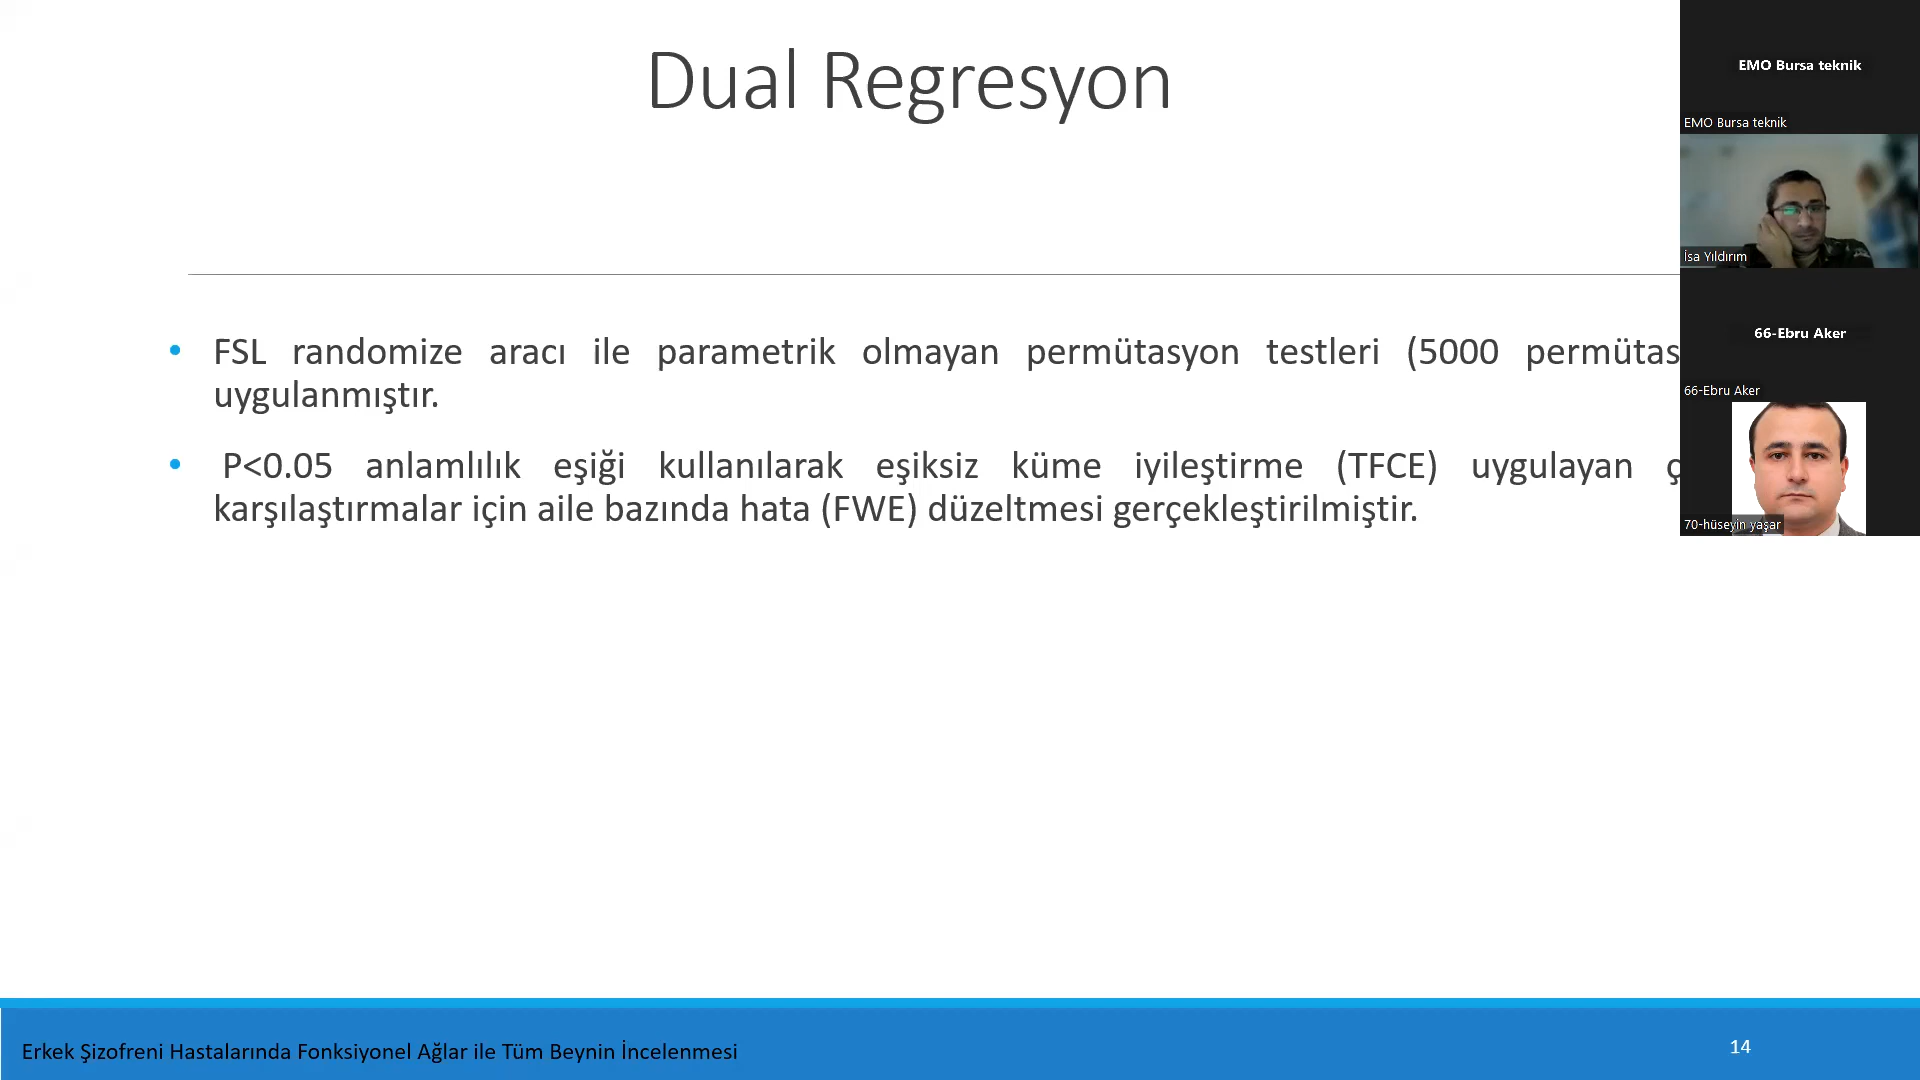 Dual Regresyon
• FSL randomize aracı ile parametrik olmayan permütasyon testleri (5000 permütas
uygulanmıştır.
• P<0.05 anlamlılık eşiği kullanılarak eşiksiz küme iyileştirme (TFCE) uygulayan ç
karşılaştırmalar için aile bazında hata (FWE) düzeltmesi gerçekleştirilmiştir.
Erkek Şizofreni Hastalarında Fonksiyonel Ağlar ile Tüm Beynin İncelenmesi
14
EMO Bursa teknik
EMO Bursa teknik
İsa Yıldırım
66-Ebru Aker
66-Ebru Aker
70-hüseyin yaşar